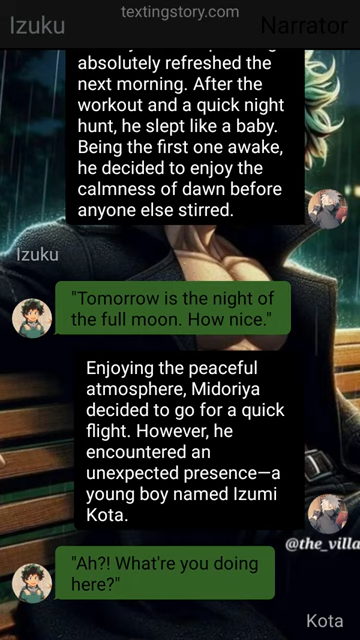 textingstory.com
Izuku
Narrator
absolutely refreshed the
next morning. After the
workout and a quick night
hunt, he slept like a baby.
Being the first one awake,
he decided to enjoy the
calmness of dawn before
anyone else stirred.
Izuku
"Tomorrow is the night of
the full moon. How nice."
Enjoying the peaceful
atmosphere, Midoriya
decided to go for a quick
flight. However, he
encountered an
unexpected presence—a
young boy named Izumi
Kota.
@the_villa
"Ah?! What're you doing
here?"
Kota